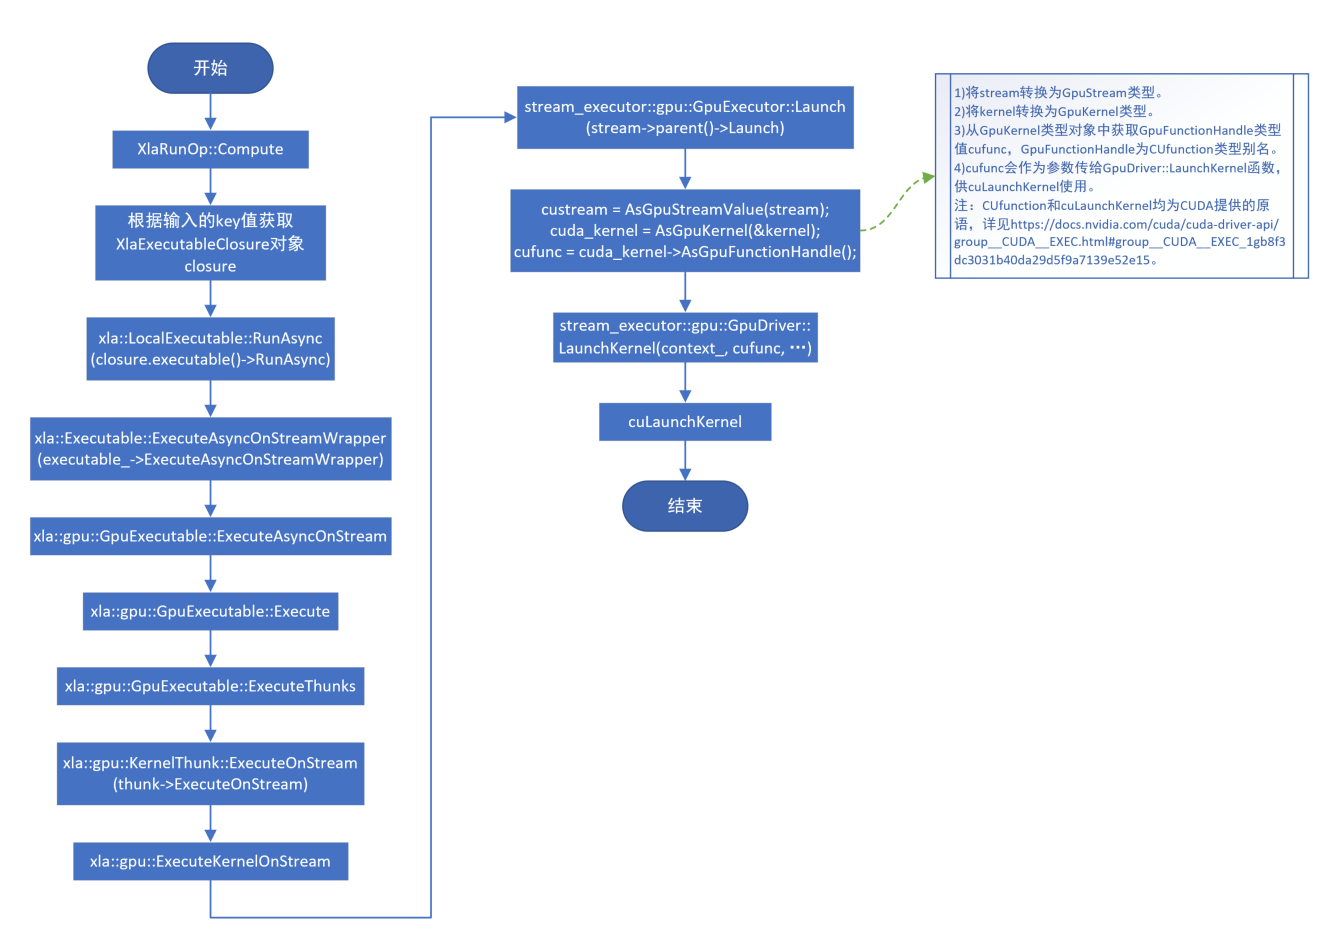 开始
XlaRunOp::Compute
根据输入的key值获取
XlaExecutableClosure对象
closure
xla::LocalExecutable::RunAsync
(closure.executable()->RunAsync)
xla::Executable::ExecuteAsyncOnStreamWrapper
(executable_->ExecuteAsyncOnStreamWrapper)
xla::gpu::GpuExecutable::ExecuteAsyncOnStream
xla::gpu::GpuExecutable::Execute
xla::gpu::GpuExecutable::ExecuteThunks
xla::gpu::KernelThunk::ExecuteOnStream
(thunk->ExecuteOnStream)
xla::gpu::ExecuteKernelOnStream
stream_executor::gpu::GpuExecutor::Launch
(stream->parent()->Launch)
custream = AsGpuStreamValue(stream);
cuda_kernel = AsGpuKernel(&kernel);
cufunc = cuda_kernel->AsGpuFunctionHandle();
stream_executor::gpu::GpuDriver::
LaunchKernel(context_, cufunc, …)
cuLaunchKernel
结束
1)将stream转换为GpuStream类型。
2)将kernel转换为GpuKernel类型。
3)从GpuKernel类型对象中获取GpuFunctionHandle类型
值cufunc，GpuFunctionHandle为CUfunction类型别名。
4)cufunc会作为参数传给GpuDriver::LaunchKernel函数，
供cuLaunchKernel使用。
注：CUfunction和cuLaunchKernel均为CUDA提供的原
语，详见https://docs.nvidia.com/cuda/cuda-driver-api/
group__CUDA__EXEC.html#group__CUDA__EXEC_1gb8f3
dc3031b40da29d5f9a7139e52e15。